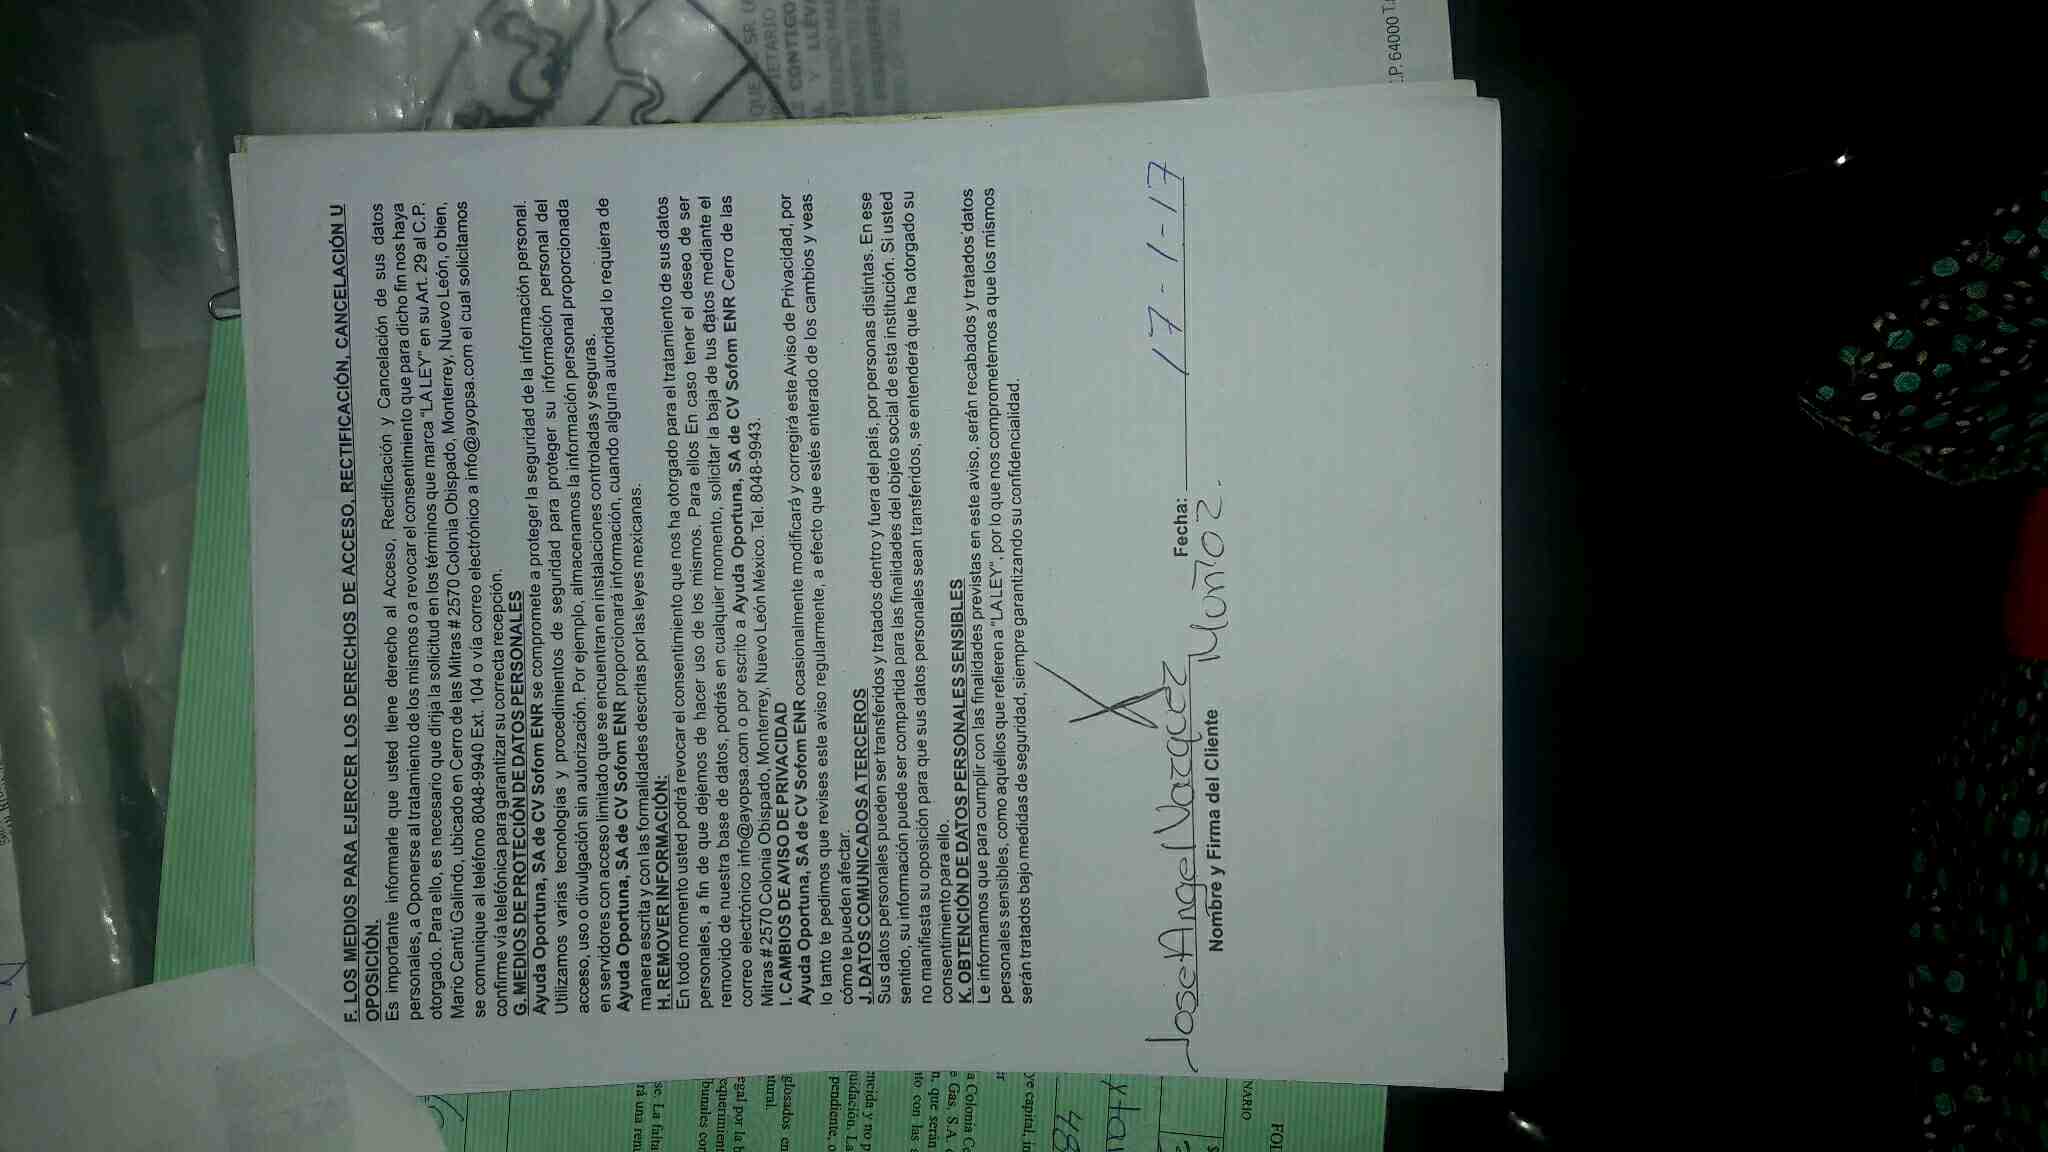 F. LOS MEDIOS PARA EJERCER LOS DERECHOS DE ACCESO, RECTIFICACIÓN, CANCELACIÓN U
OPOSICIÓN.
Es importante informarle que usted tiene derecho al Acceso, Rectificación y Cancelación de sus datos
personales, a Oponerse al tratamiento de los mismos o a revocar el consentimiento que para dicho fin nos haya
otorgado. Para ello, es necesario que dirija la solicitud en los términos que marca "LA LEY" en su Art. 29 al C.P.
Mario Cantú Galindo, ubicado en Cerro de las Mitras # 2570 Colonia Obispado, Monterrey, Nuevo León, o bien,
se comunique al teléfono 8048-9940 Ext. 104 o vía correo electrónico a info@ayopsa.com el cual solicitamos
confirme vía telefónica para garantizar su correcta recepción.
G. MEDIOS DE PROTECIÓN DE DATOS PERSONALES
Ayuda Oportuna, SA de CV Sofom ENR se compromete a proteger la seguridad de la información personal.
Utilizamos varias tecnologías y procedimientos de seguridad para proteger su información personal del
acceso, uso o divulgación sin autorización. Por ejemplo, almacenamos la información personal proporcionada
en servidores con acceso limitado que se encuentran en instalaciones controladas y seguras.
Ayuda Oportuna, SA de CV Sofom ENR proporcionará información, cuando alguna autoridad lo requiera de
manera escrita y con las formalidades descritas por las leyes mexicanas.
H. REMOVER INFORMACIÓN:
En todo momento usted podrá revocar el consentimiento que nos ha otorgado para el tratamiento de sus datos
personales, a fin de que dejemos de hacer uso de los mismos. Para ellos En caso tener el deseo de ser
removido de nuestra base de datos, podrás en cualquier momento, solicitar la baja de tus datos mediante el
correo electrónico info@ayopsa.com o por escrito a Ayuda Oportuna, SA de CV Sofom ENR Cerro de las
Mitras # 2570 Colonia Obispado, Monterrey, Nuevo León México. Tel. 8048-9943.
I. CAMBIOS DE AVISO DE PRIVACIDAD
Ayuda Oportuna, SA de CV Sofom ENR ocasionalmente modificará y corregirá este Aviso de Privacidad, por
lo tanto te pedimos que revises este aviso regularmente, a efecto que estés enterado de los cambios y veas
cómo te pueden afectar.
J. DATOS COMUNICADOS A TERCEROS
Sus datos personales pueden ser transferidos y tratados dentro y fuera del país, por personas distintas. En ese
sentido, su información puede ser compartida para las finalidades del objeto social de esta institución. Si usted
no manifiesta su oposición para que sus datos personales sean transferidos, se entenderá que ha otorgado su
consentimiento para ello.
K. OBTENCIÓN DE DATOS PERSONALES SENSIBLES
Le informamos que para cumplir con las finalidades previstas en este aviso, serán recabados y tratados datos
personales sensibles, como aquéllos que refieren a "LA LEY", por lo que nos comprometemos a que los mismos
serán tratados bajo medidas de seguridad, siempre garantizando su confidencialidad.
X
Jose Angel Vazquez Muñoz.
Nombre y Firma del Cliente
Fecha: 17-1-17
C.P. 64000